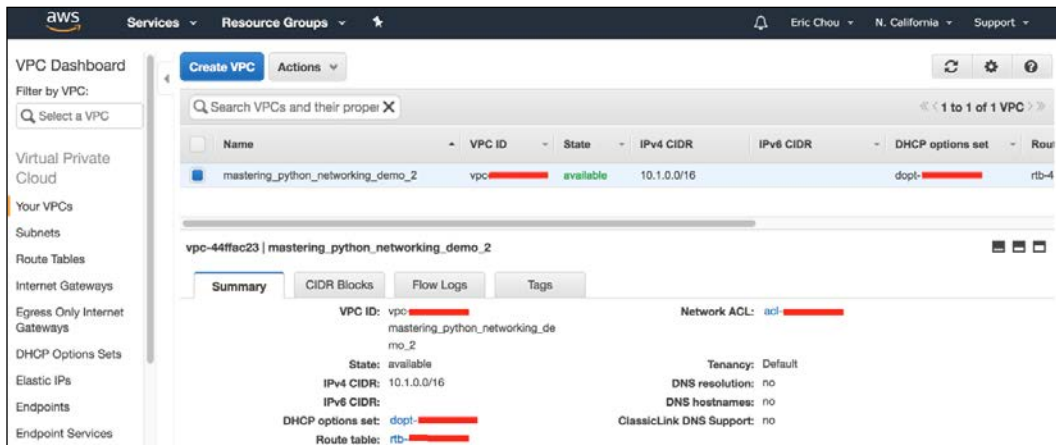 aws Services Resource Groups Eric Chou N. California Support
VPC Dashboard
Filter by VPC:
Select a VPC
Virtual Private
Cloud
Your VPCs
Subnets
Route Tables
Internet Gateways
Egress Only Internet
Gateways
DHCP Options Sets
Elastic IPs
Endpoints
Endpoint Services
Create VPC Actions
Search VPCs and their proper
1 to 1 of 1 VPC
Name VPC ID State IPv4 CIDR IPv6 CIDR DHCP options set Rout
mastering_python_networking_demo_2 vpc- available 10.1.0.0/16 dopt- rtb-4
vpc-44ffac23 | mastering_python_networking_demo_2
Summary CIDR Blocks Flow Logs Tags
VPC ID: vpc- Network ACL: acl-
mastering_python_networking_de
mo_2
State: available Tenancy: Default
IPv4 CIDR: 10.1.0.0/16 DNS resolution: no
IPv6 CIDR: DNS hostnames: no
DHCP options set: dopt- ClassicLink DNS Support: no
Route table: rtb-